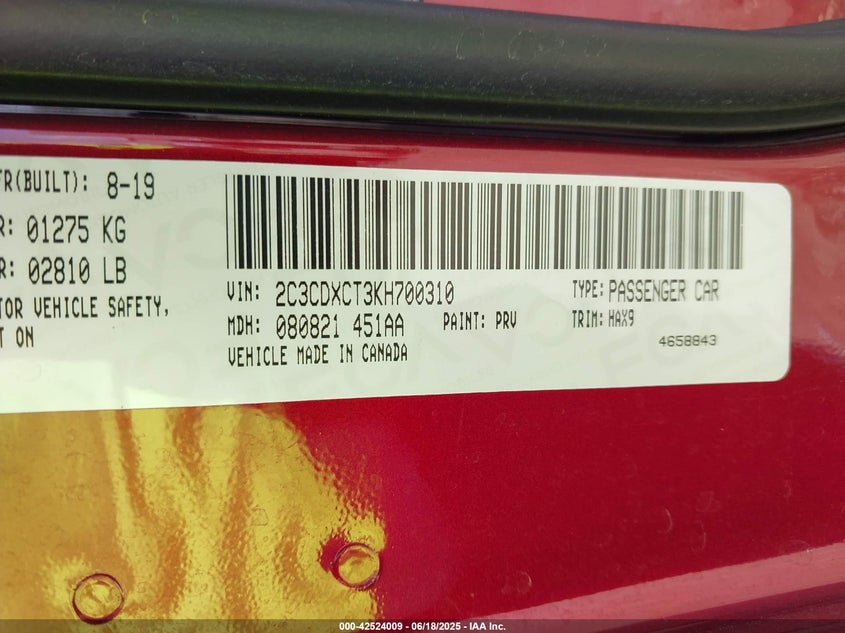 FR(BUILT): 8-19
R: 01275 KG
R: 02810 LB
TOR VEHICLE SAFETY,
T ON
VIN: 2C3CDXCT3KH700310
TYPE: PASSENGER CAR
MDH: 080821 451AA
PAINT: PRV
TRIM: HAX9
VEHICLE MADE IN CANADA
4658843
000-42524009 - 06/18/2025 - IAA Inc.